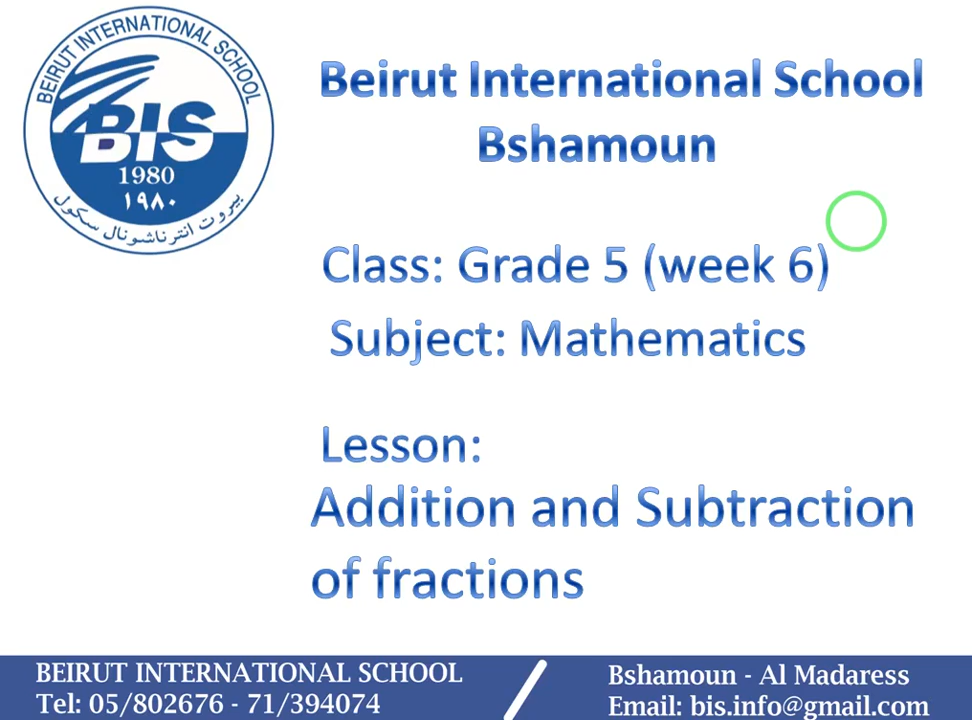 BEIRUT INTERNATIONAL SCHOOL
BIS
1980
١٩٨٠
بيروت انترناشونال سكول
Beirut International School
Bshamoun
Class: Grade 5 (week 6)
Subject: Mathematics
Lesson:
Addition and Subtraction
of fractions
BEIRUT INTERNATIONAL SCHOOL
Tel: 05/802676 - 71/394074
Bshamoun - Al Madaress
Email: bis.info@gmail.com